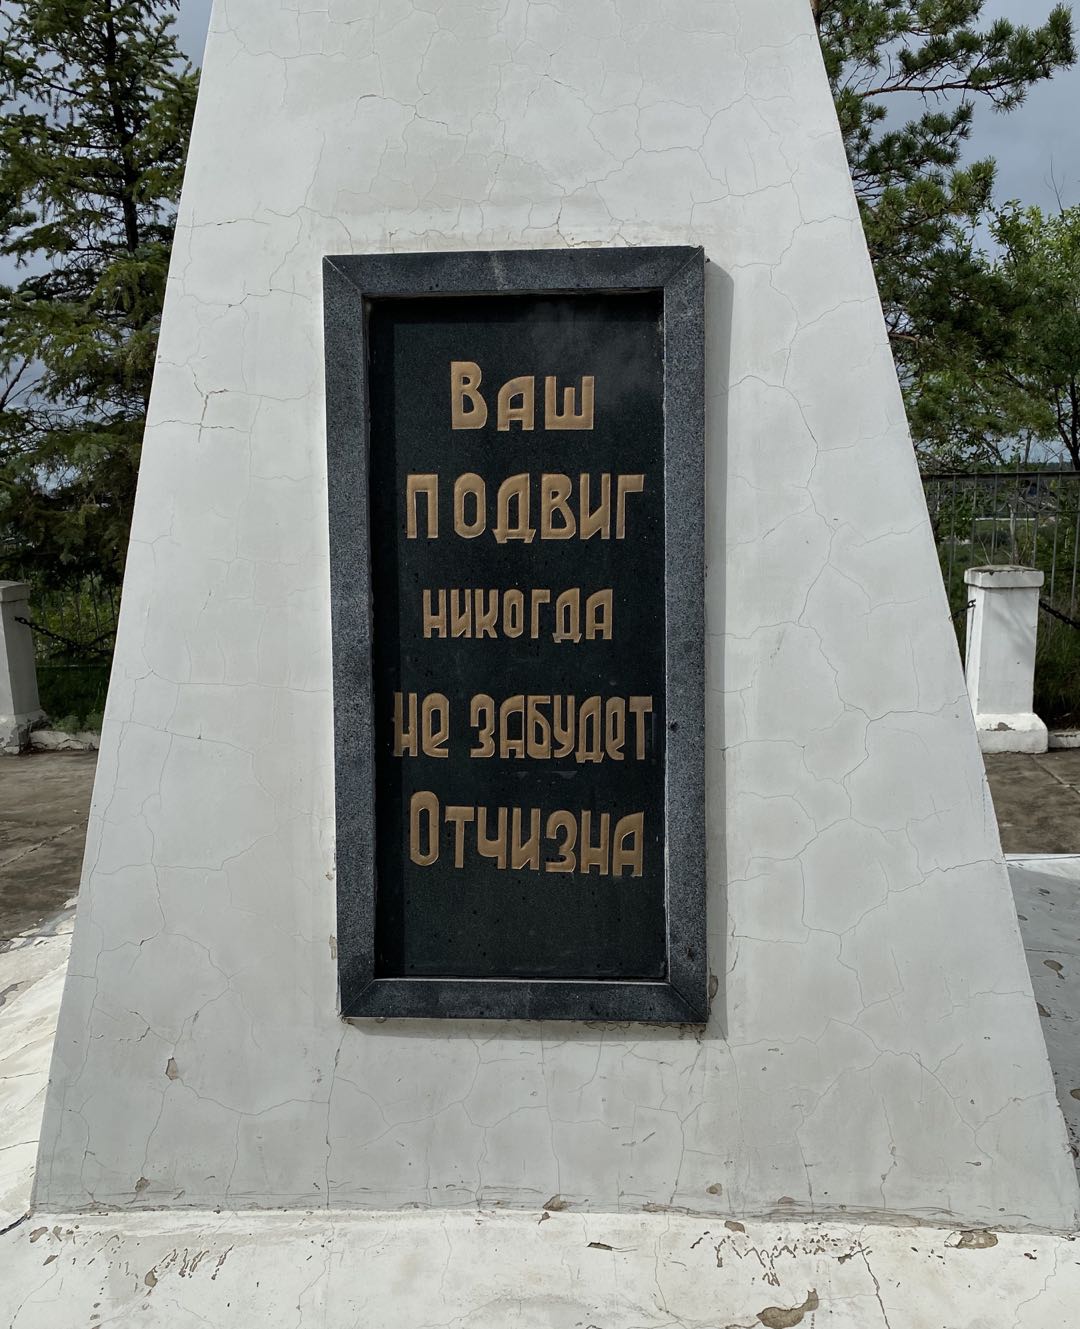 Ваш
подвиг
никогда
не забудет
Отчизна